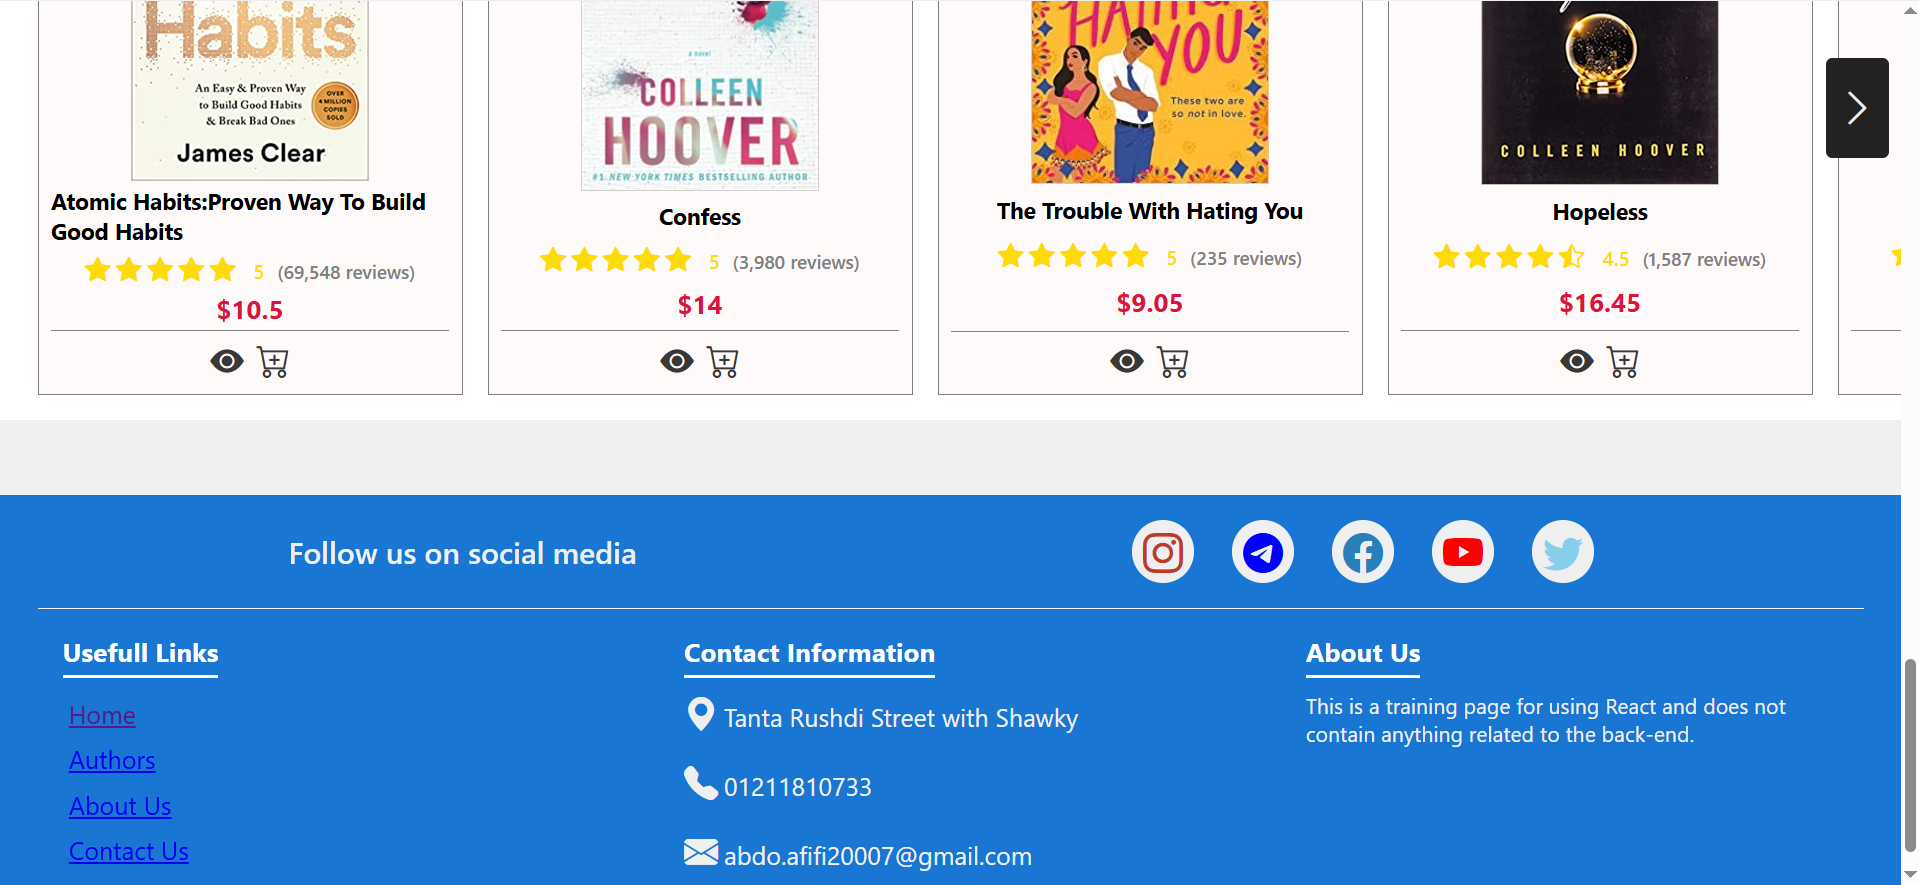 Habits
An Easy & Proven Way
to Build Good Habits
& Break Bad Ones
OVER
4 MILLION
COPIES
SOLD
James Clear
Atomic Habits:Proven Way To Build
Good Habits
5 (69,548 reviews)
$10.5
a novel
COLLEEN
HOOVER
#1 NEW YORK TIMES BESTSELLING AUTHOR
Confess
5 (3,980 reviews)
$14
HATING
YOU
These two are
so not in love.
The Trouble With Hating You
5 (235 reviews)
$9.05
COLLEEN HOOVER
Hopeless
4.5 (1,587 reviews)
$16.45
Follow us on social media
Usefull Links
Home
Authors
About Us
Contact Us
Contact Information
Tanta Rushdi Street with Shawky
01211810733
abdo.afifi20007@gmail.com
About Us
This is a training page for using React and does not
contain anything related to the back-end.